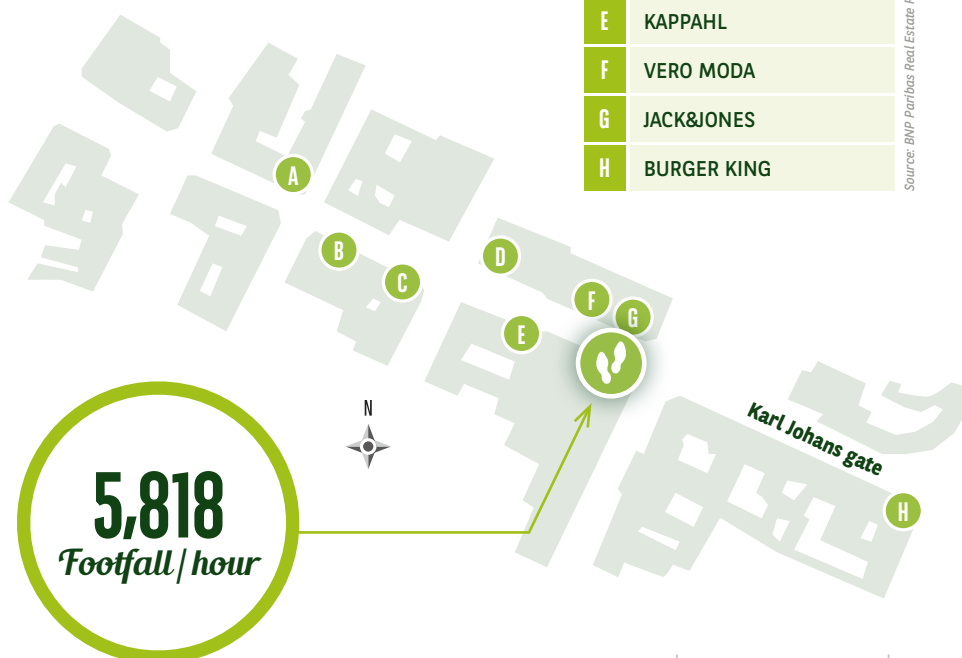 E KAPPAHL
F VERO MODA
G JACK&JONES
H BURGER KING
Source: BNP Paribas Real Estate
A
B
C
D
E
F
G
N
Karl Johans gate
H
5,818
Footfall / hour